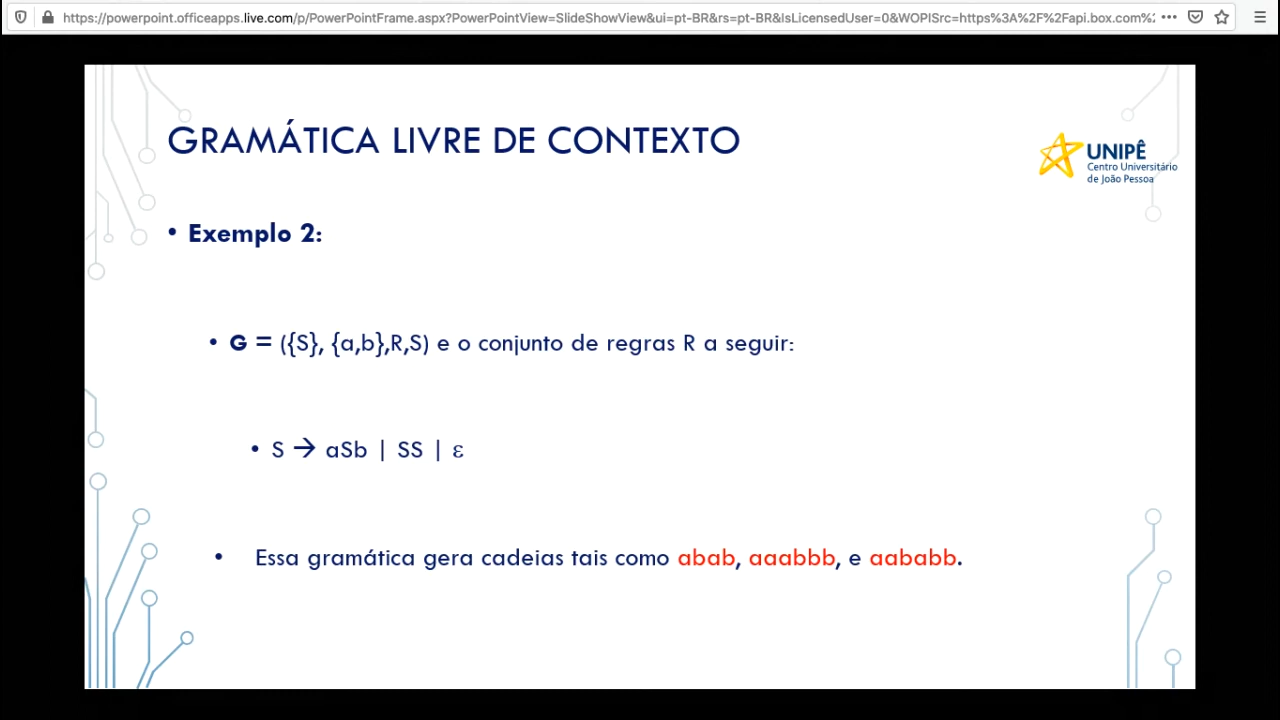 https://powerpoint.officeapps.live.com/p/PowerPointFrame.aspx?PowerPointView=SlideShowView&ui=pt-BR&rs=pt-BR&IsLicensedUser=0&WOPISrc=https%3A%2F%2Fapi.box.com%2
GRAMÁTICA LIVRE DE CONTEXTO
UNIPÊ
Centro Universitário
de João Pessoa
• Exemplo 2:
• G = ({S}, {a,b},R,S) e o conjunto de regras R a seguir:
• S → aSb | SS | ε
• Essa gramática gera cadeias tais como abab, aaabbb, e aababb.